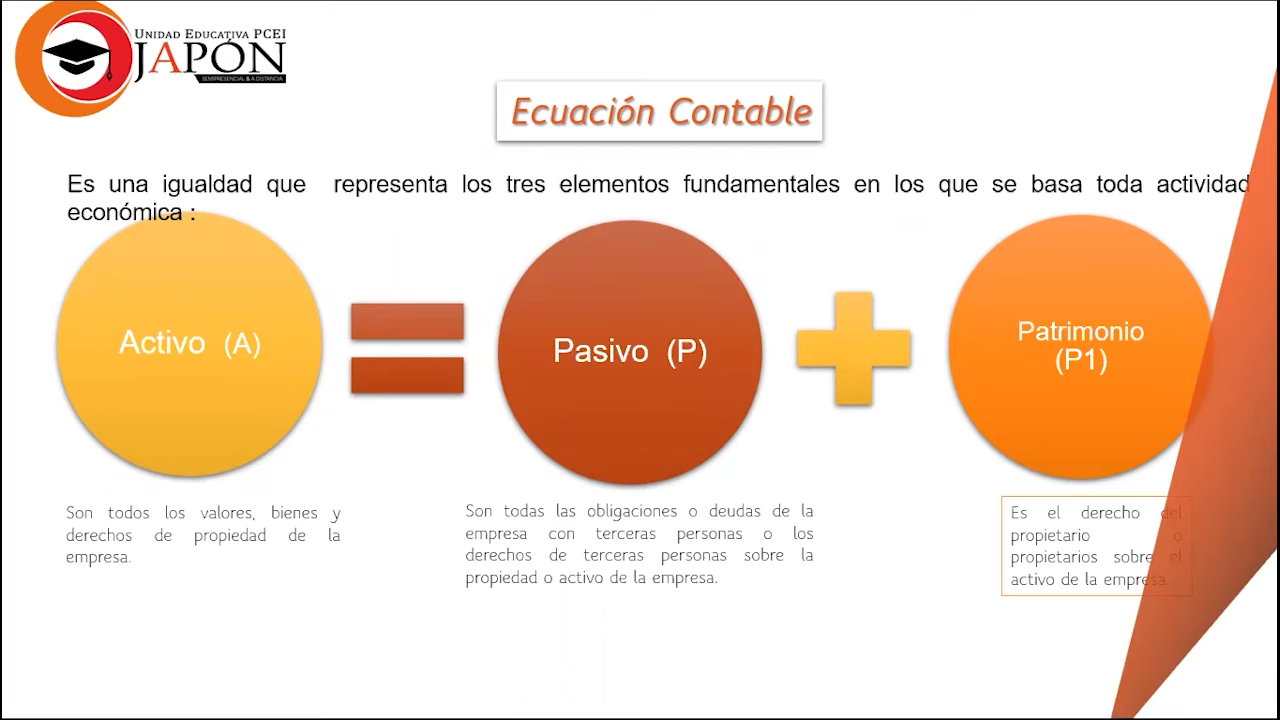 UNIDAD EDUCATIVA PCEI
JAPÓN
SEMIPRESENCIAL & A DISTANCIA
Ecuación Contable
Es una igualdad que representa los tres elementos fundamentales en los que se basa toda actividad
económica :
Activo (A)
Pasivo (P)
Patrimonio
(P1)
Son todos los valores, bienes y
derechos de propiedad de la
empresa.
Son todas las obligaciones o deudas de la
empresa con terceras personas o los
derechos de terceras personas sobre la
propiedad o activo de la empresa.
Es el derecho del
propietario o
propietarios sobre el
activo de la empresa.